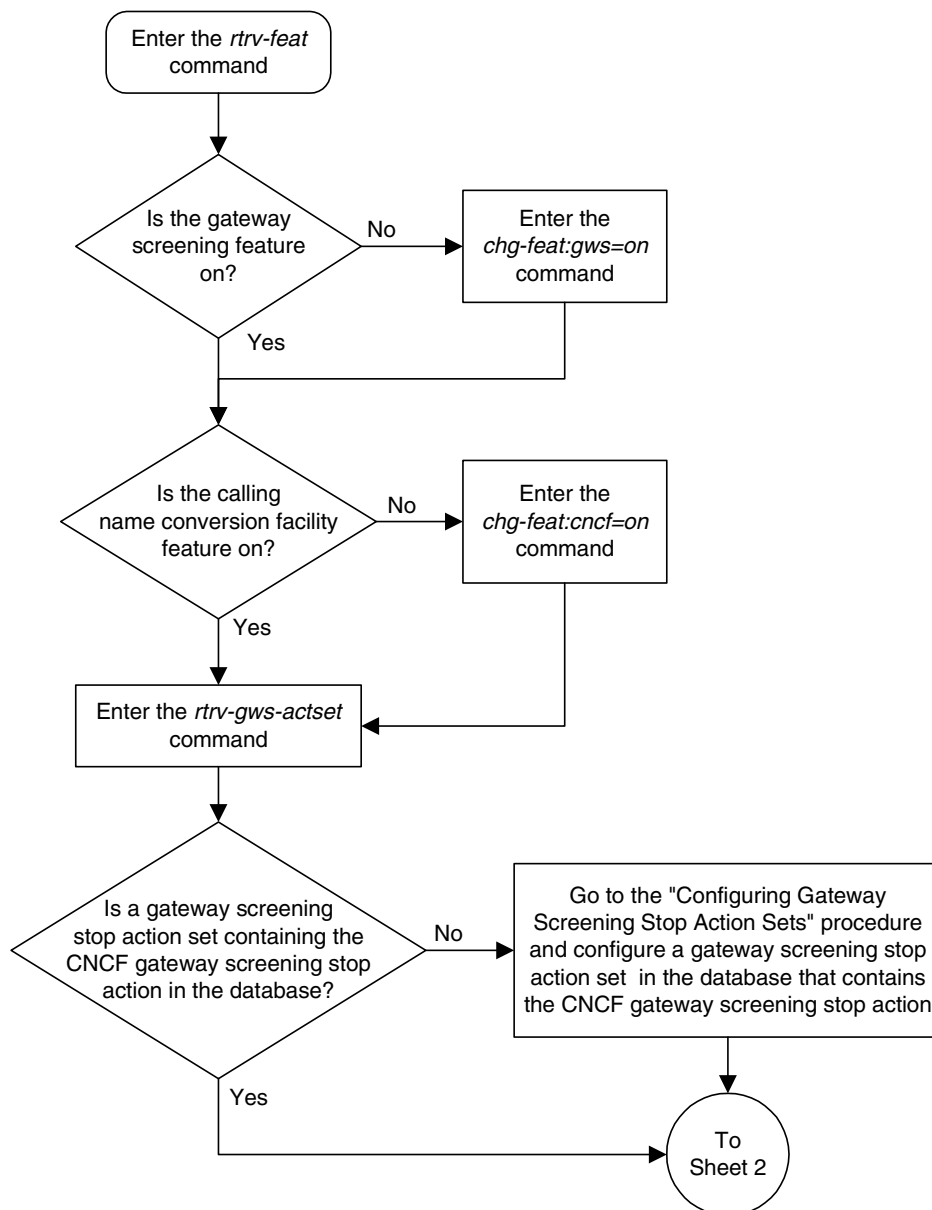 Enter the rtrv-feat
command
Is the gateway
screening feature
on?
No
Enter the
chg-feat:gws=on
command
Yes
Is the calling
name conversion facility
feature on?
No
Enter the
chg-feat:cncf=on
command
Yes
Enter the rtrv-gws-actset
command
Is a gateway screening
stop action set containing the
CNCF gateway screening stop
action in the database?
No
Go to the "Configuring Gateway
Screening Stop Action Sets" procedure
and configure a gateway screening stop
action set in the database that contains
the CNCF gateway screening stop action
Yes
To
Sheet 2